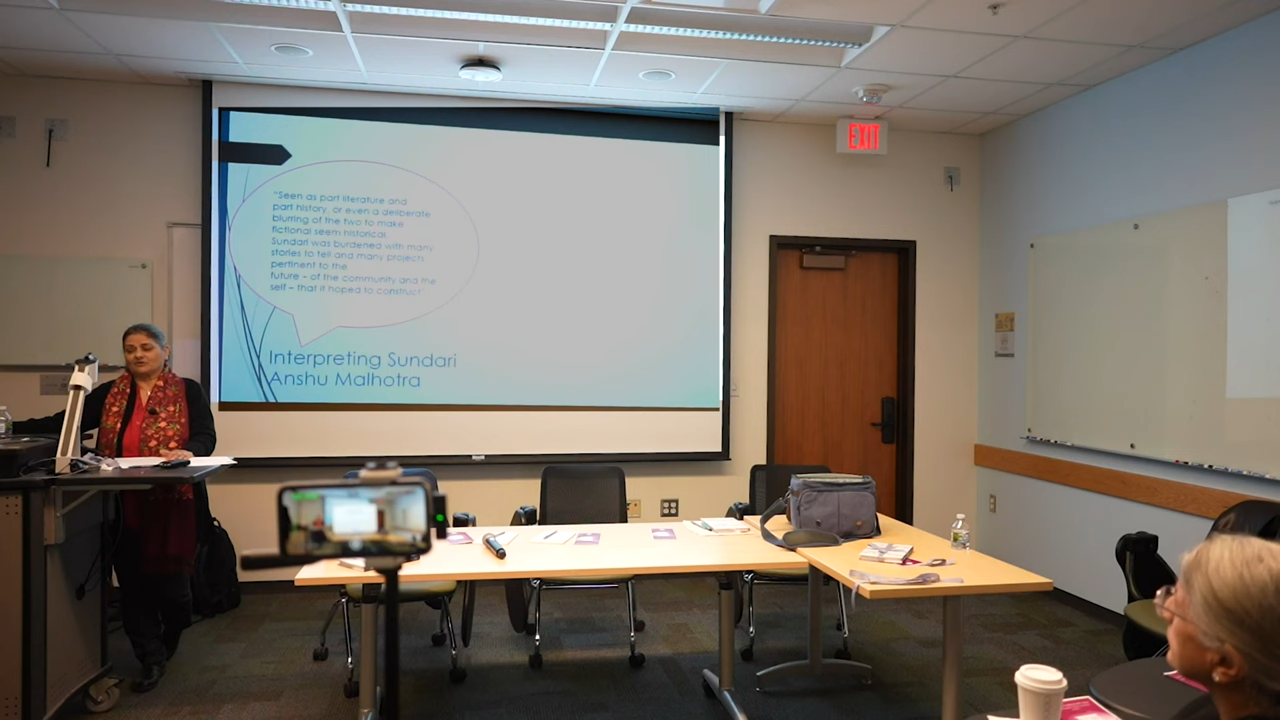 "Seen as part literature and
part history, or even a deliberate
blurring of the two to make
fictional seem historical.
Sundari was burdened with many
stories to tell and many projects
pertinent to the
future – of the community and the
self – that it hoped to construct"
Interpreting Sundari
Anshu Malhotra
EXIT